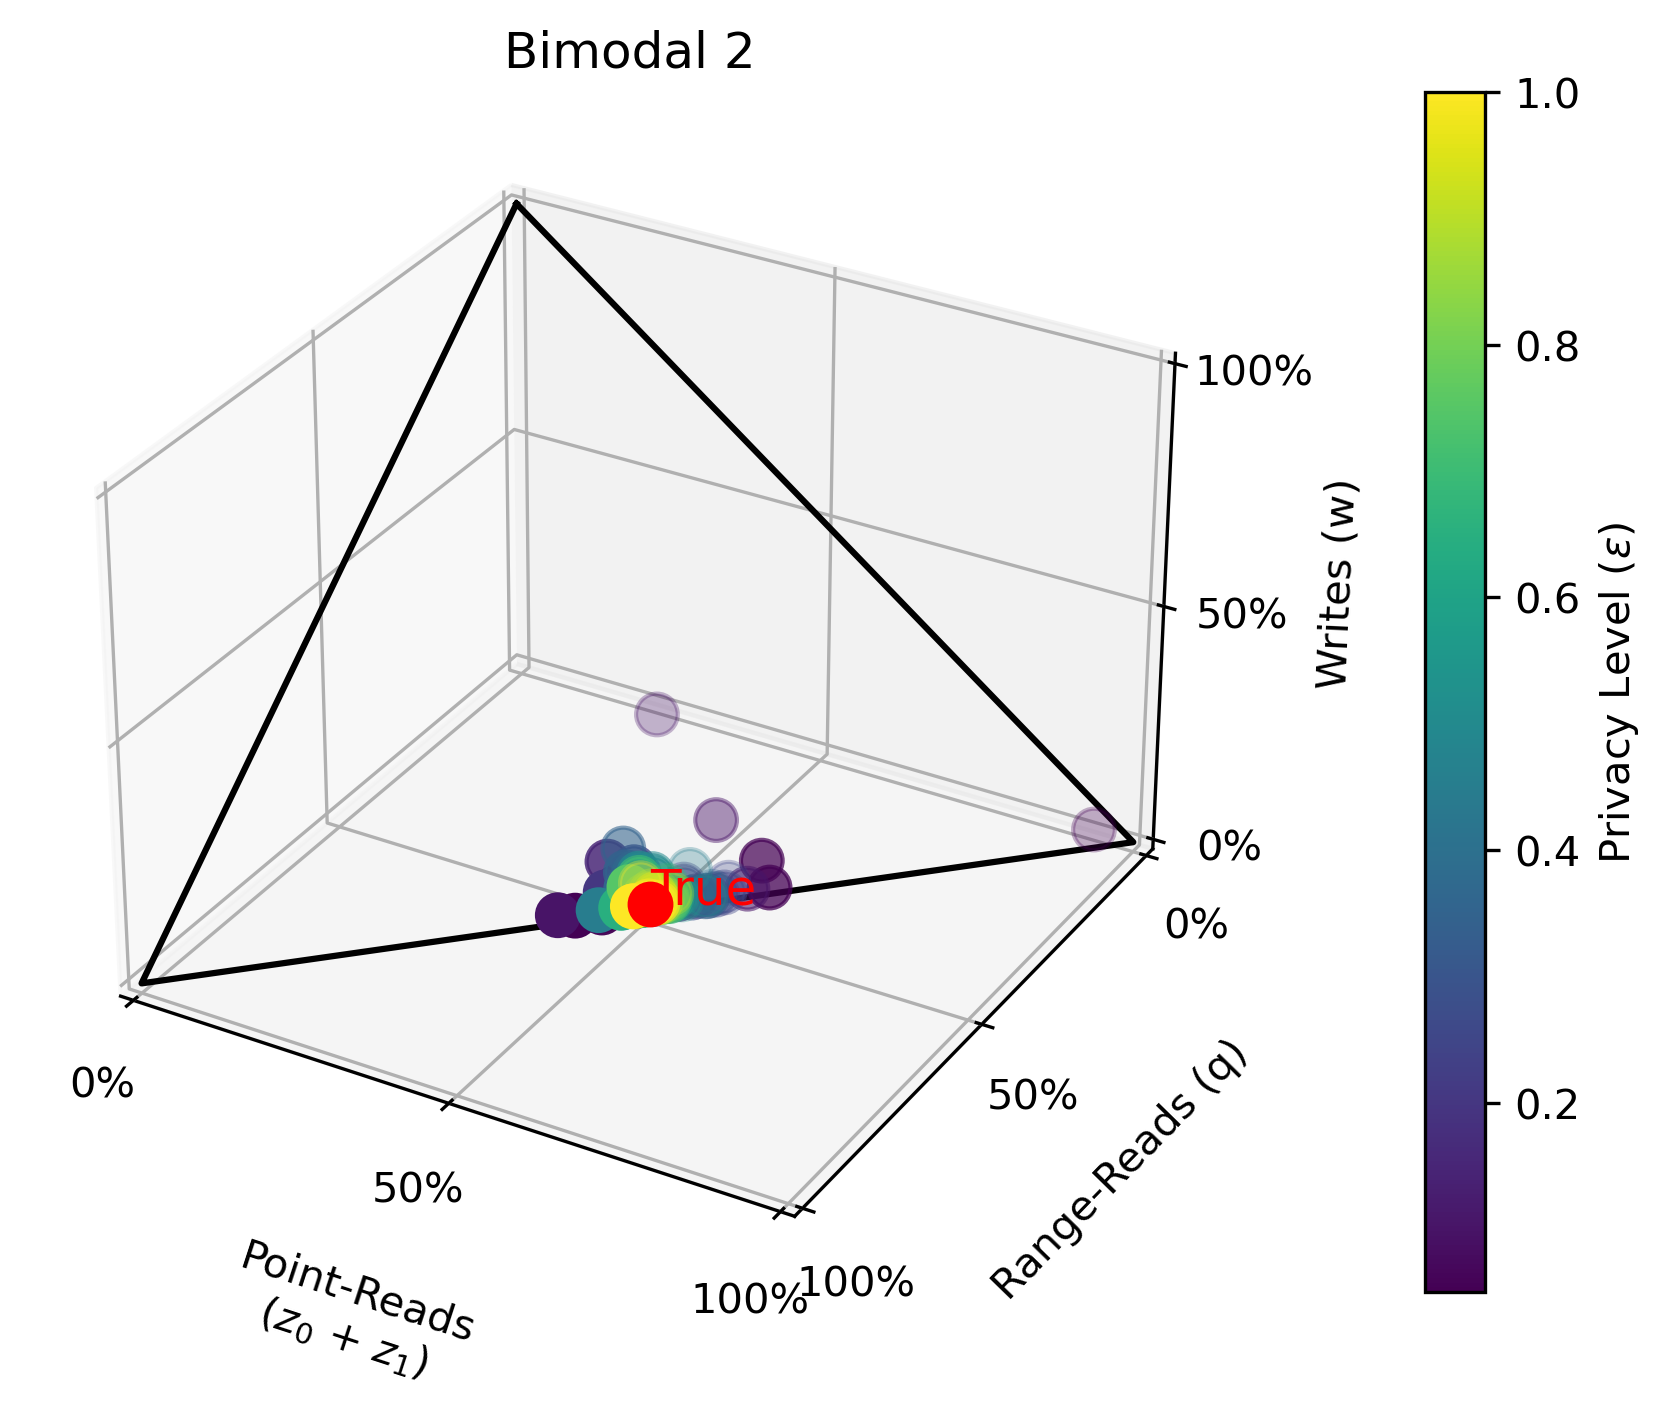 Bimodal 2
1.0
0.8
0.6
0.4
0.2
Privacy Level (ε)
100%
50%
0%
Writes (w)
True
0%
50%
100%
Range-Reads (q)
0%
50%
100%
Point-Reads
(z₀ + z₁)